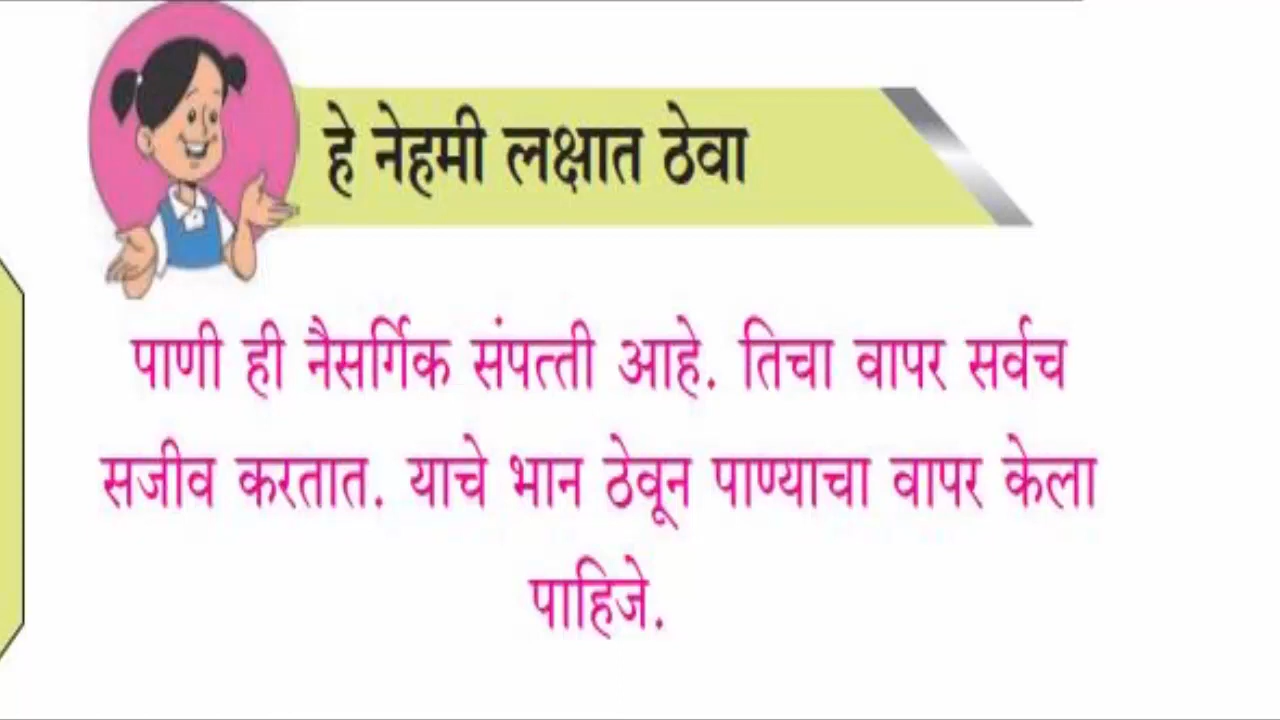 हे नेहमी लक्षात ठेवा
पाणी ही नैसर्गिक संपत्ती आहे. तिचा वापर सर्वच
सजीव करतात. याचे भान ठेवून पाण्याचा वापर केला
पाहिजे.